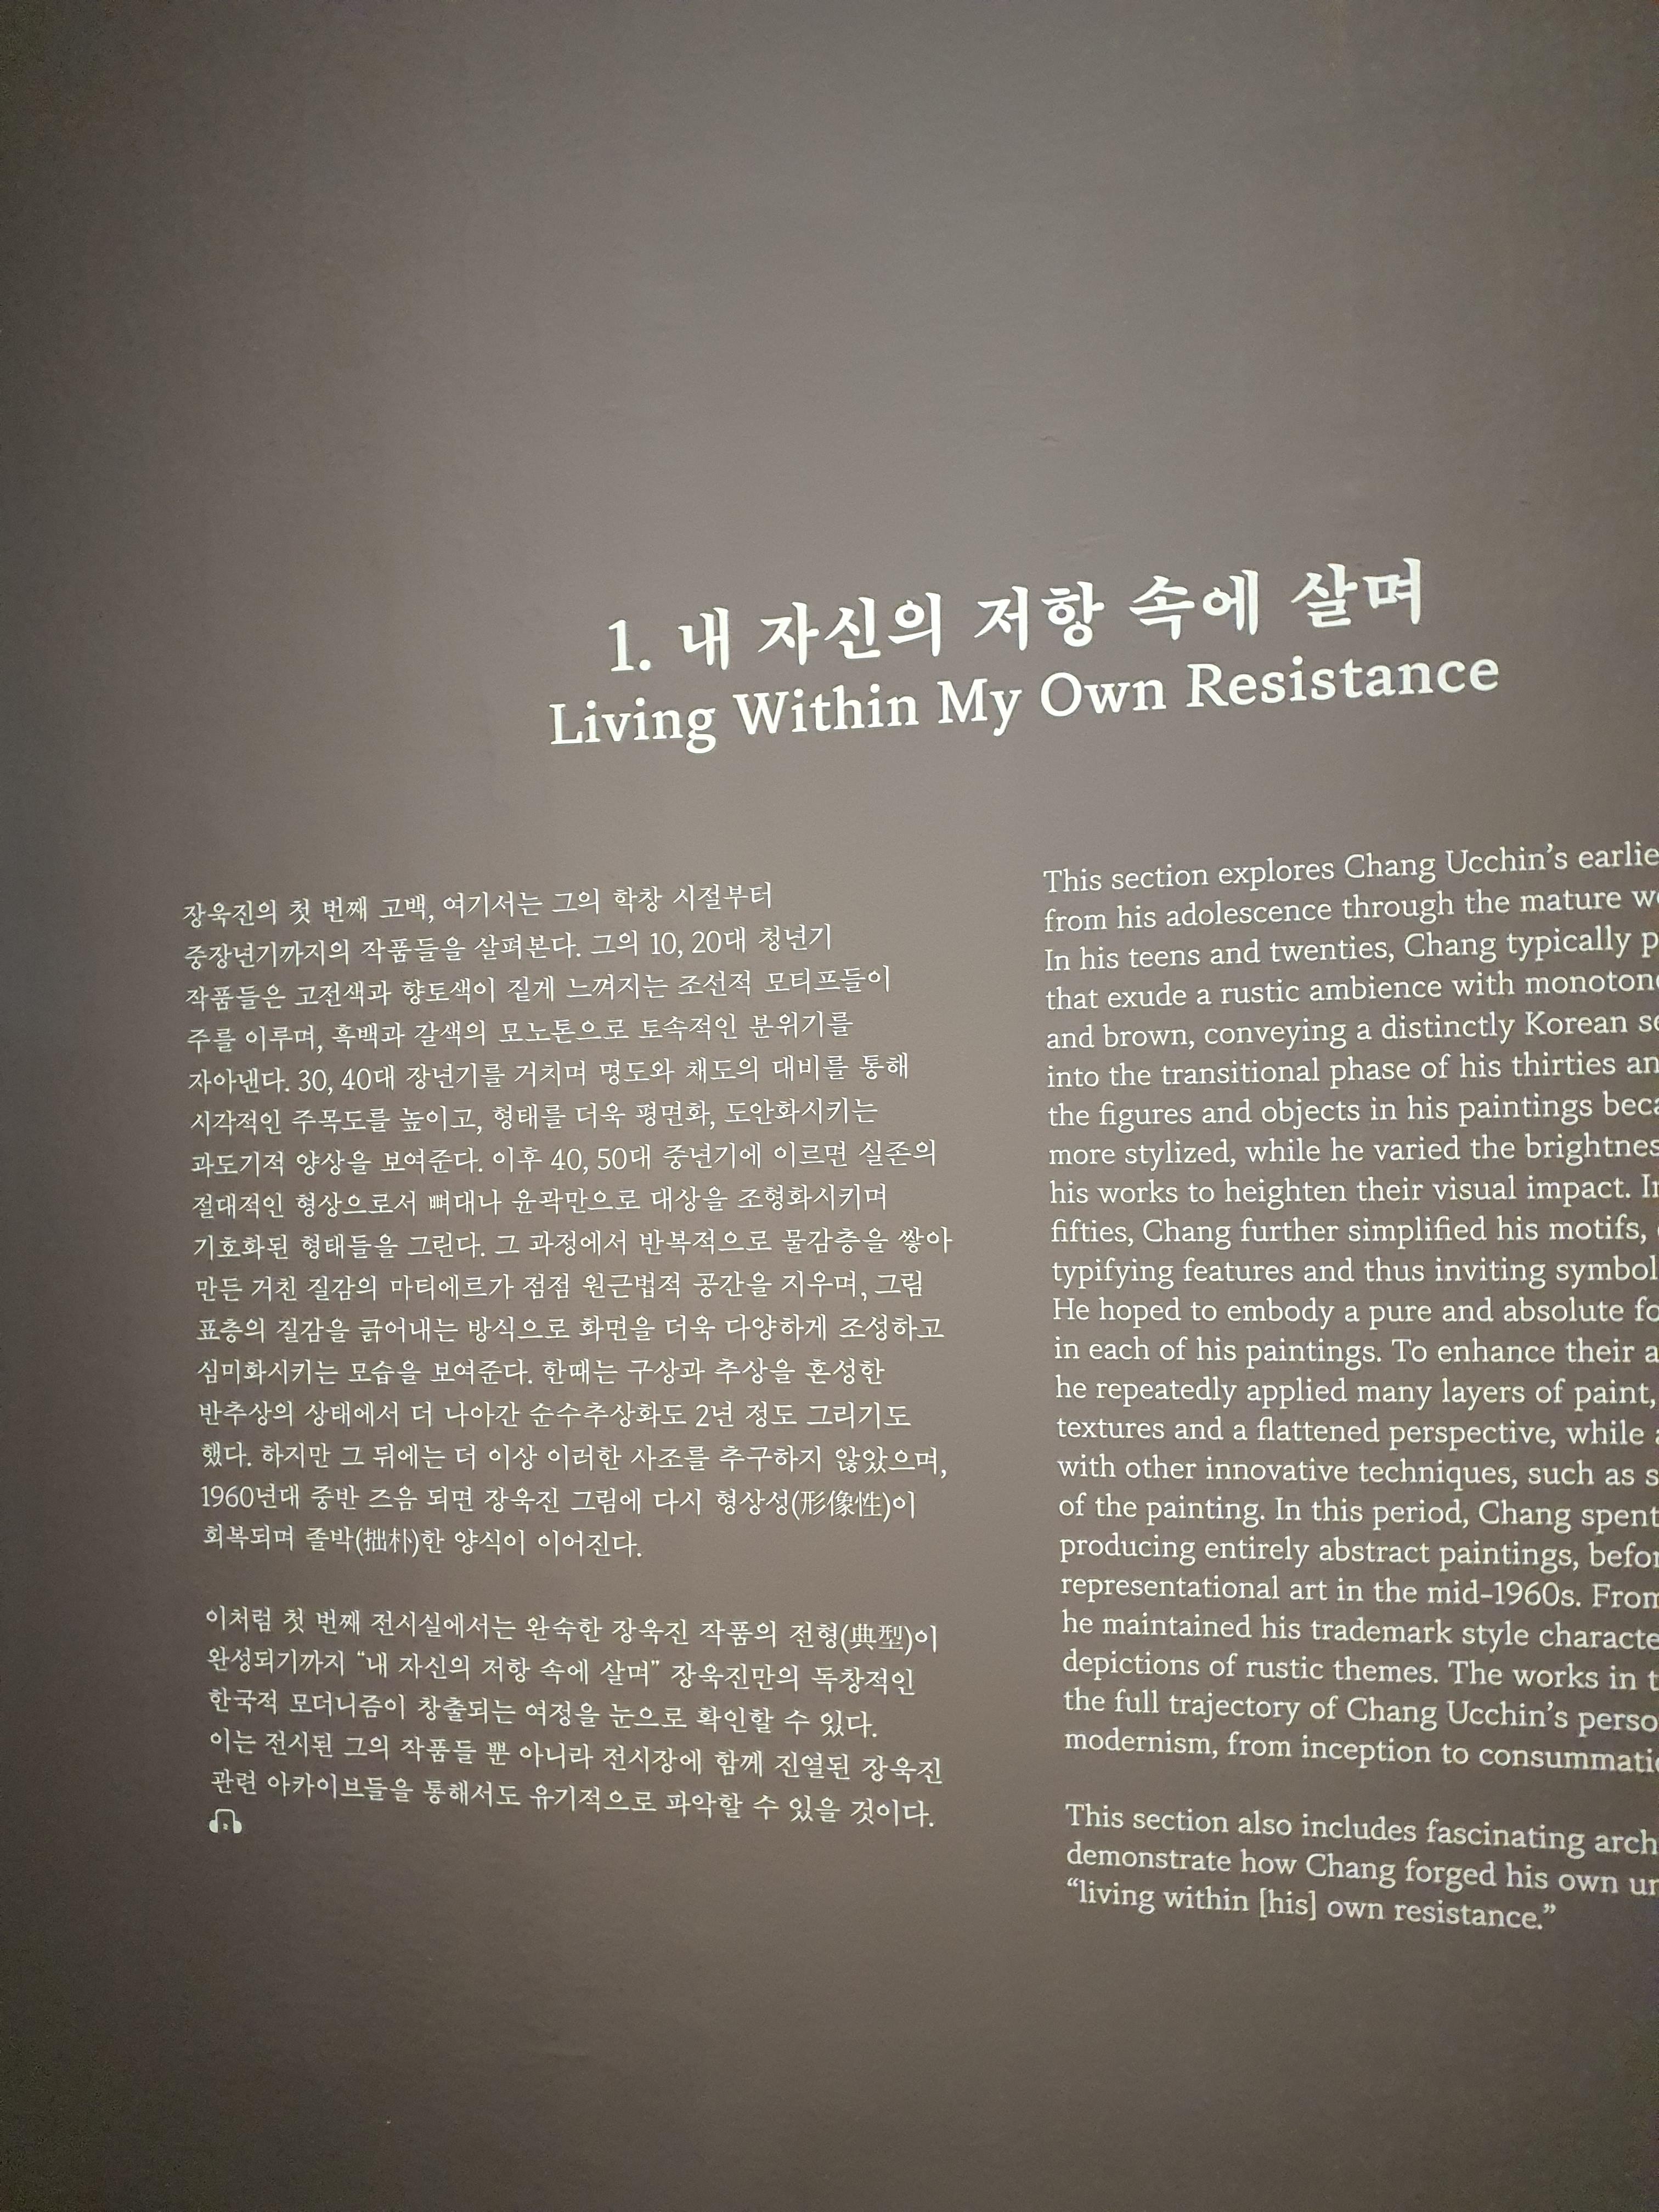 1. 내 자신의 저항 속에 살며
Living Within My Own Resistance
장욱진의 첫 번째 고백, 여기서는 그의 학창 시절부터
중장년기까지의 작품들을 살펴본다. 그의 10, 20대 청년기
작품들은 고전색과 향토색이 짙게 느껴지는 조선적 모티프들이
주를 이루며, 흑백과 갈색의 모노톤으로 토속적인 분위기를
자아낸다. 30, 40대 장년기를 거치며 명도와 채도의 대비를 통해
시각적인 주목도를 높이고, 형태를 더욱 평면화, 도안화시키는
과도기적 양상을 보여준다. 이후 40, 50대 중년기에 이르면 실존의
절대적인 형상으로서 뼈대나 윤곽만으로 대상을 조형화시키며
기호화된 형태들을 그린다. 그 과정에서 반복적으로 물감층을 쌓아
만든 거친 질감의 마티에르가 점점 원근법적 공간을 지우며, 그림
표층의 질감을 긁어내는 방식으로 화면을 더욱 다양하게 조성하고
심미화시키는 모습을 보여준다. 한때는 구상과 추상을 혼성한
반추상의 상태에서 더 나아간 순수추상화도 2년 정도 그리기도
했다. 하지만 그 뒤에는 더 이상 이러한 사조를 추구하지 않았으며,
1960년대 중반 즈음 되면 장욱진 그림에 다시 형상성(形像性)이
회복되며 졸박(拙朴)한 양식이 이어진다.
이처럼 첫 번째 전시실에서는 완숙한 장욱진 작품의 전형(典型)이
완성되기까지 “내 자신의 저항 속에 살며” 장욱진만의 독창적인
한국적 모더니즘이 창출되는 여정을 눈으로 확인할 수 있다.
이는 전시된 그의 작품들 뿐 아니라 전시장에 함께 진열된 장욱진
관련 아카이브들을 통해서도 유기적으로 파악할 수 있을 것이다.
This section explores Chang Ucchin’s earlie
from his adolescence through the mature
In his teens and twenties, Chang typically
that exude a rustic ambience with monoton
and brown, conveying a distinctly Korean
into the transitional phase of his thirties an
the figures and objects in his paintings beca
more stylized, while he varied the brightnes
his works to heighten their visual impact. In
fifties, Chang further simplified his motifs,
typifying features and thus inviting symbol
He hoped to embody a pure and absolute fo
in each of his paintings. To enhance their a
he repeatedly applied many layers of paint,
textures and a flattened perspective, while
with other innovative techniques, such as s
of the painting. In this period, Chang spent
producing entirely abstract paintings, befor
representational art in the mid-1960s. From
he maintained his trademark style characte
depictions of rustic themes. The works in t
the full trajectory of Chang Ucchin’s perso
modernism, from inception to consummati
This section also includes fascinating arch
demonstrate how Chang forged his own un
“living within [his] own resistance.”